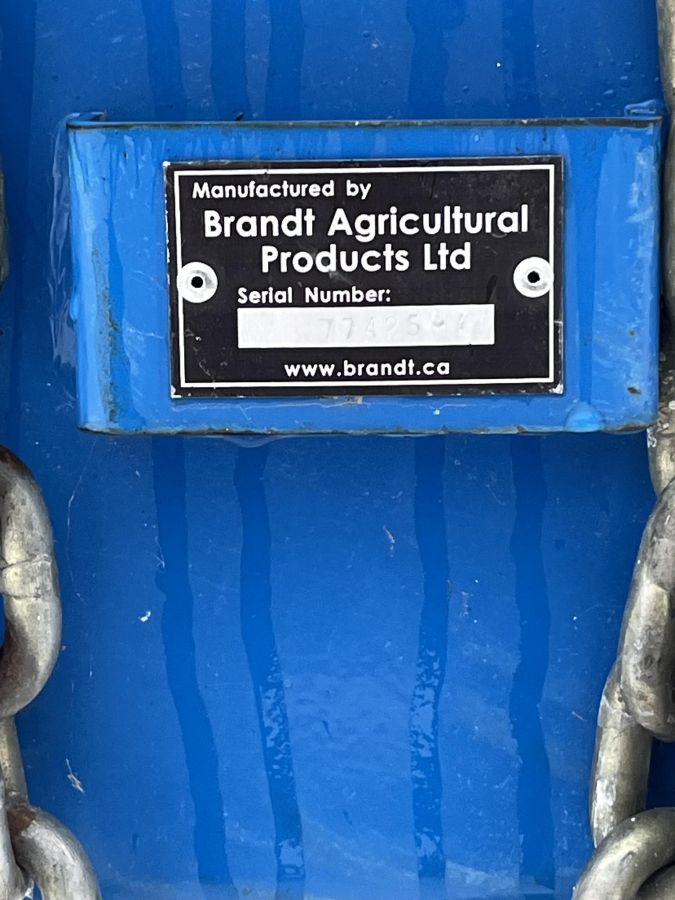 Manufactured by
Brandt Agricultural
Products Ltd
Serial Number:
www.brandt.ca